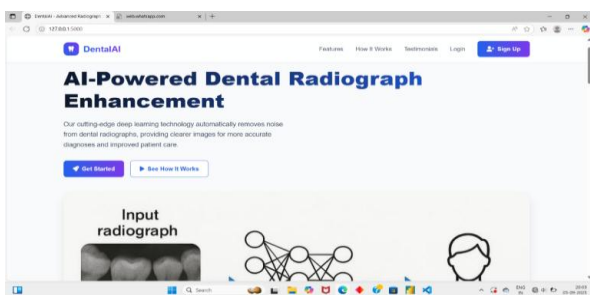 DentalAI - Advanced Radiograph
web.whatsapp.com
127.0.0.1:5000
DentalAI
Features
How It Works
Testimonials
Login
Sign Up
AI-Powered Dental Radiograph
Enhancement
Our cutting-edge deep learning technology automatically removes noise
from dental radiographs, providing clearer images for more accurate
diagnoses and improved patient care.
Get Started
See How It Works
Input
radiograph
Search
ENG
20:03